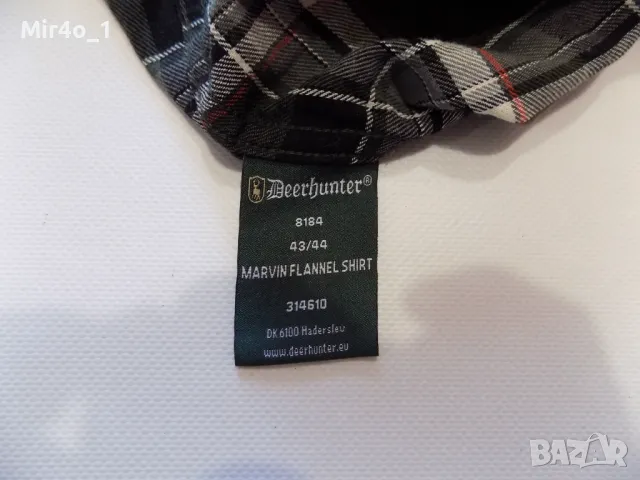 Mir4o_1
Deerhunter®
8184
43/44
MARVIN FLANNEL SHIRT
314610
DK 6100 Haderslev
www.deerhunter.eu
BAZAR